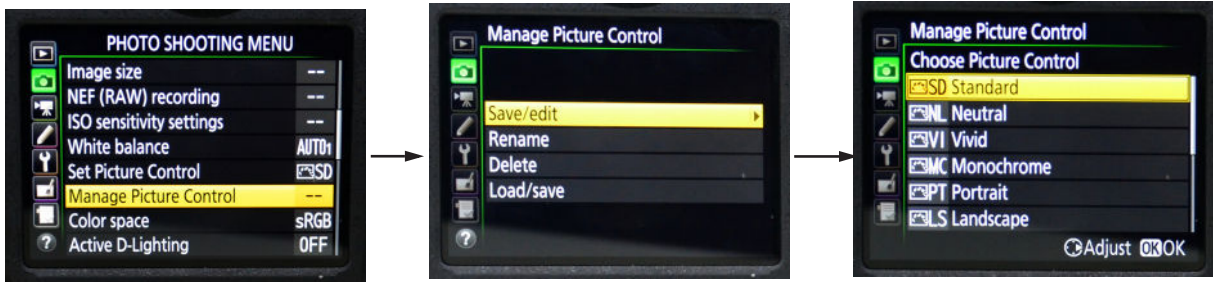 PHOTO SHOOTING MENU
Image size --
NEF (RAW) recording --
ISO sensitivity settings --
White balance AUTO1
Set Picture Control SD
Manage Picture Control --
Color space sRGB
Active D-Lighting OFF
?
Manage Picture Control
Save/edit
Rename
Delete
Load/save
?
Manage Picture Control
Choose Picture Control
SD Standard
NL Neutral
VI Vivid
MC Monochrome
PT Portrait
LS Landscape
Adjust OK OK